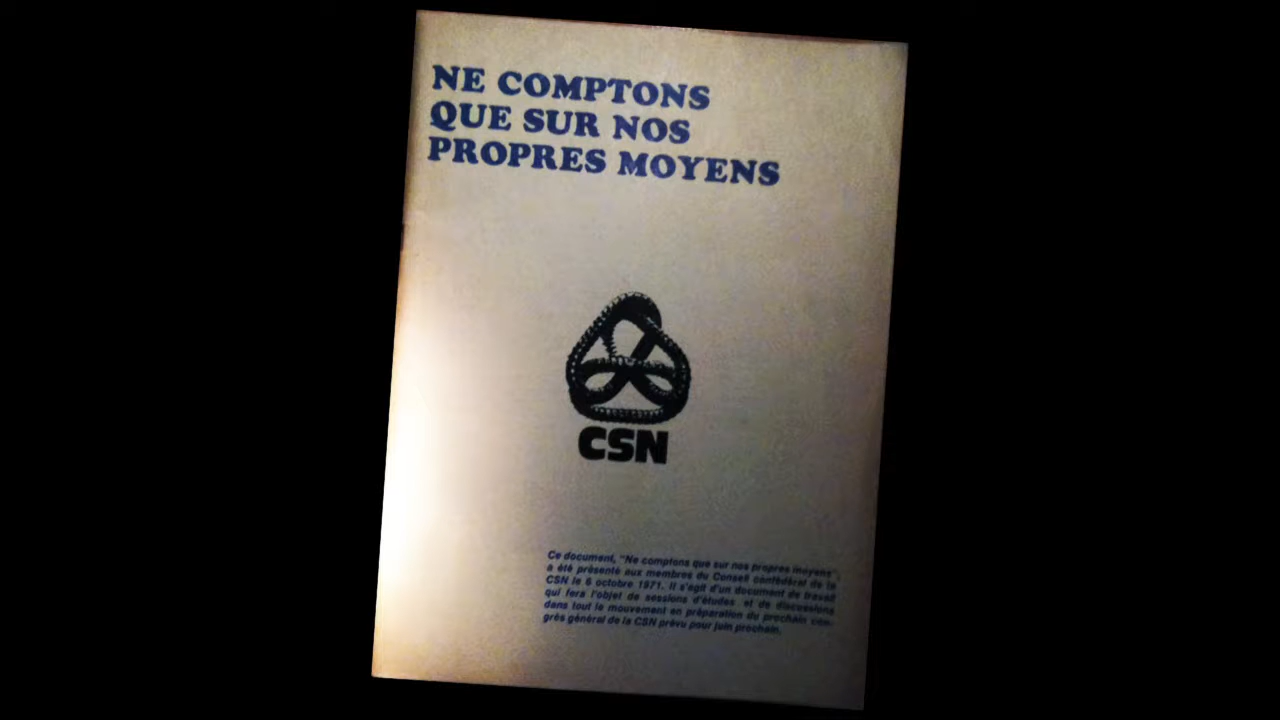 NE COMPTONS
QUE SUR NOS
PROPRES MOYENS
CSN
Ce document, "Ne comptons que sur nos propres moyens",
a été présenté aux membres du Conseil confédéral de la
CSN le 6 octobre 1971. Il s'agit d'un document de travail
qui fera l'objet de sessions d'études et de discussions
dans tout le mouvement en préparation du prochain con-
grès général de la CSN prévu pour juin prochain.